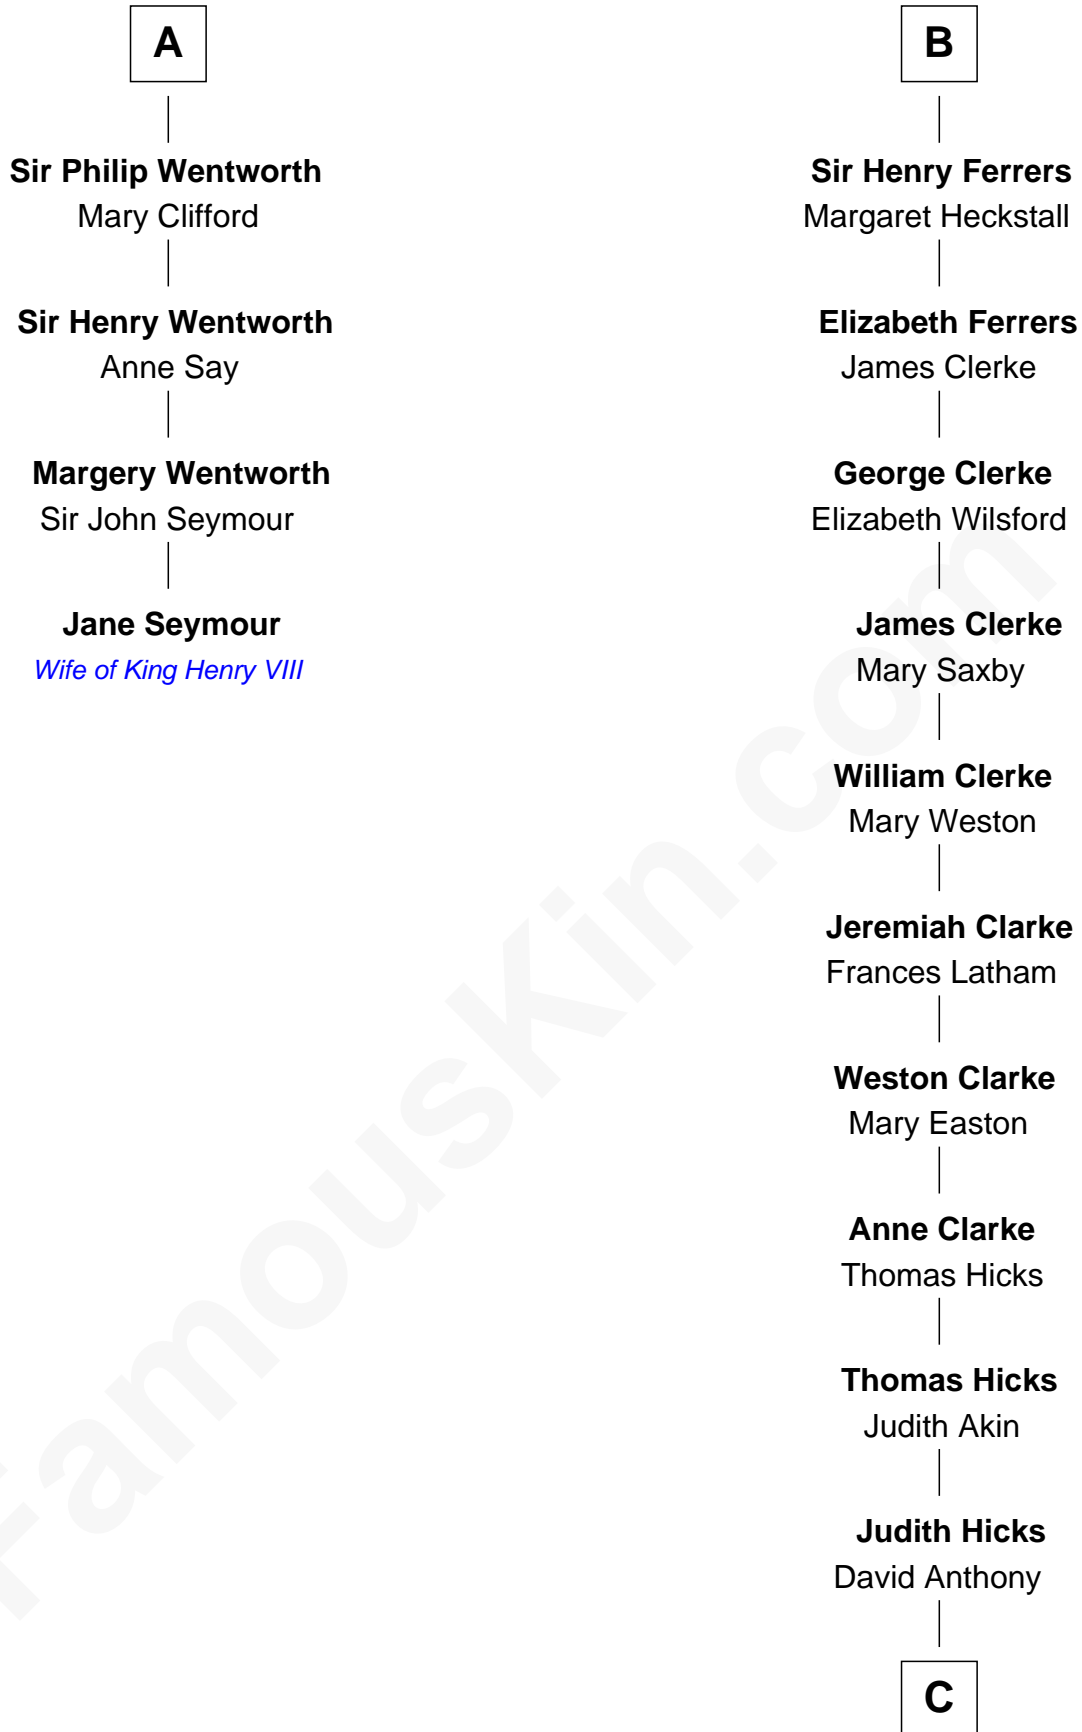 A
Sir Philip Wentworth
Mary Clifford
Sir Henry Wentworth
Anne Say
Margery Wentworth
Sir John Seymour
Jane Seymour
Wife of King Henry VIII
B
Sir Henry Ferrers
Margaret Heckstall
Elizabeth Ferrers
James Clerke
George Clerke
Elizabeth Wilsford
James Clerke
Mary Saxby
William Clerke
Mary Weston
Jeremiah Clarke
Frances Latham
Weston Clarke
Mary Easton
Anne Clarke
Thomas Hicks
Thomas Hicks
Judith Akin
Judith Hicks
David Anthony
C
FamousKin.com